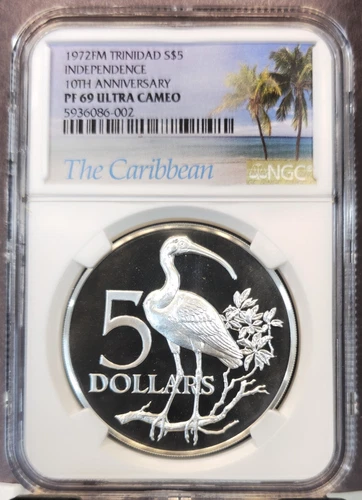 1972FM TRINIDAD S$5
INDEPENDENCE
10TH ANNIVERSARY
PF 69 ULTRA CAMEO
5936086-002
The Caribbean
NGC
5
DOLLARS